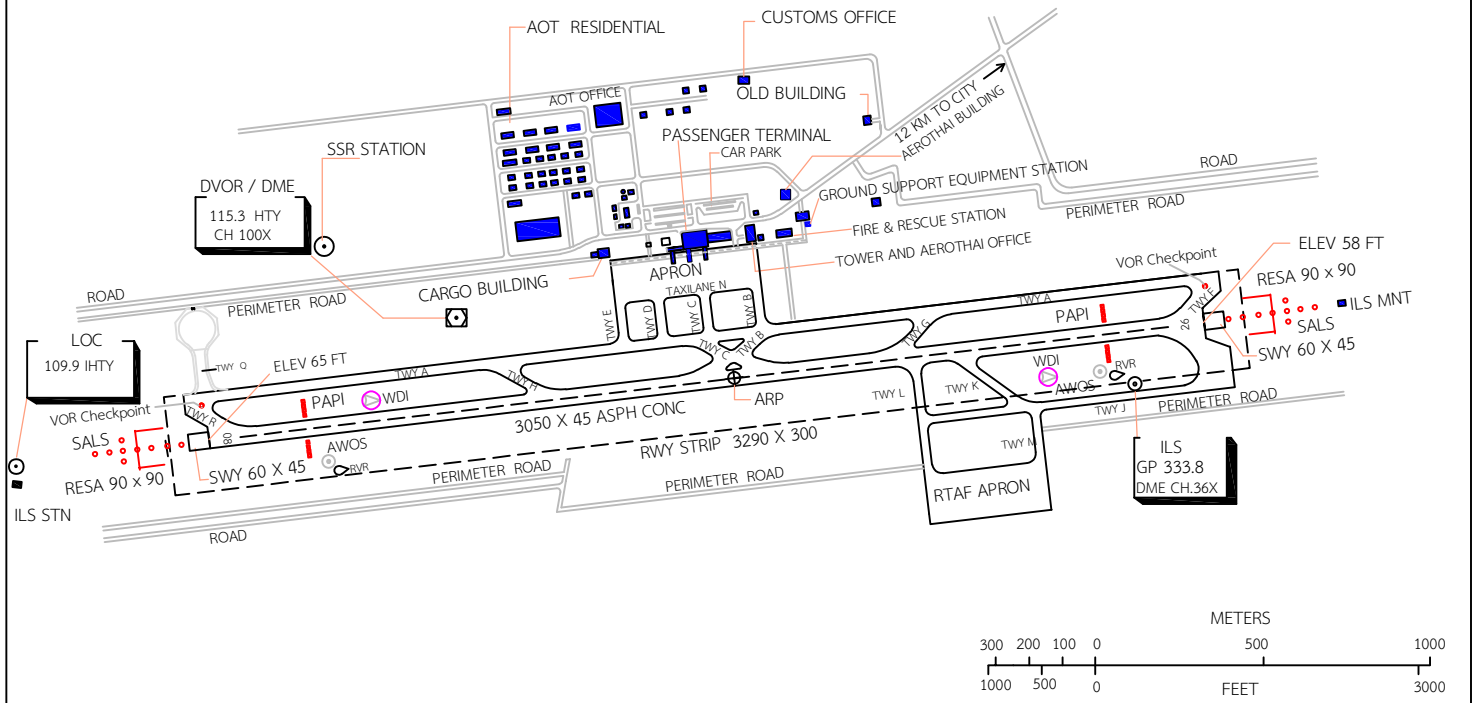 CUSTOMS OFFICE
AOT RESIDENTIAL
AOT OFFICE
OLD BUILDING
12 KM TO CITY
AEROTHAI BUILDING
PASSENGER TERMINAL
CAR PARK
SSR STATION
ROAD
DVOR / DME
115.3 HTY
CH 100X
GROUND SUPPORT EQUIPMENT STATION
PERIMETER ROAD
FIRE & RESCUE STATION
TOWER AND AEROTHAI OFFICE
ELEV 58 FT
VOR Checkpoint
RESA 90 x 90
APRON
TAXILANE N
CARGO BUILDING
ROAD
PERIMETER ROAD
TWY E
TWY D
TWY C
TWY B
TWY A
TWY F
ILS MNT
PAPI
SALS
26
SWY 60 X 45
LOC
109.9 IHTY
TWY G
TWY C
TWY B
TWY Q
ELEV 65 FT
TWY A
TWY H
WDI
RVR
AWOS
TWY K
TWY L
ARP
PAPI
WDI
VOR Checkpoint
TWY R
08
3050 X 45 ASPH CONC
TWY J
PERIMETER ROAD
SALS
AWOS
RVR
RWY STRIP 3290 X 300
TWY M
ILS
GP 333.8
DME CH.36X
SWY 60 X 45
RESA 90 x 90
PERIMETER ROAD
PERIMETER ROAD
RTAF APRON
ILS STN
ROAD
METERS
300 200 100 0 500 1000
1000 500 0 3000
FEET